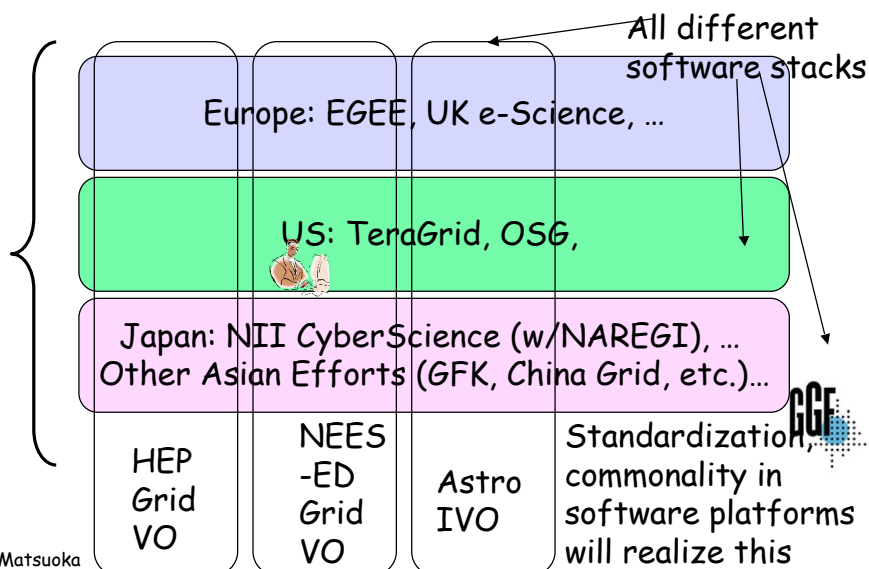 All different
software stacks
Europe: EGEE, UK e-Science, …
US: TeraGrid, OSG,
Japan: NII CyberScience (w/NAREGI), …
Other Asian Efforts (GFK, China Grid, etc.)…
GGF
HEP
Grid
VO
NEES
-ED
Grid
VO
Astro
IVO
Standardization,
commonality in
software platforms
will realize this
Matsuoka